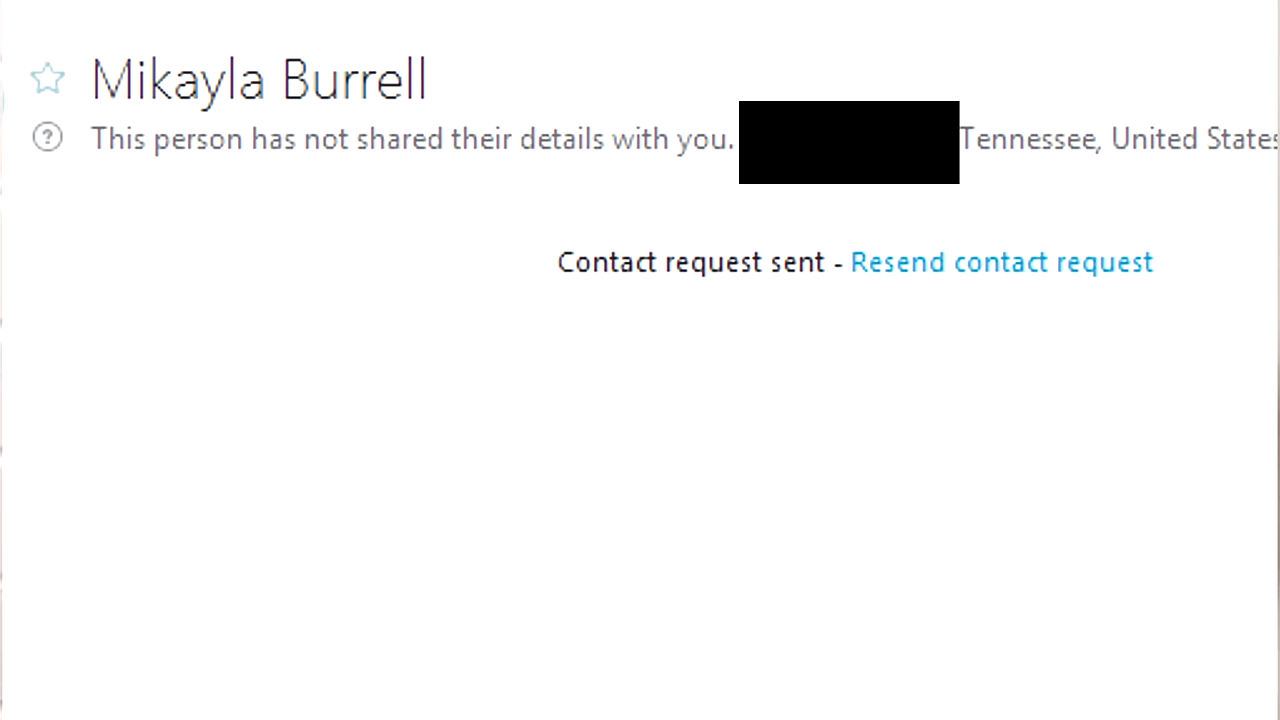 Mikayla Burrell
This person has not shared their details with you. Tennessee, United States
Contact request sent - Resend contact request